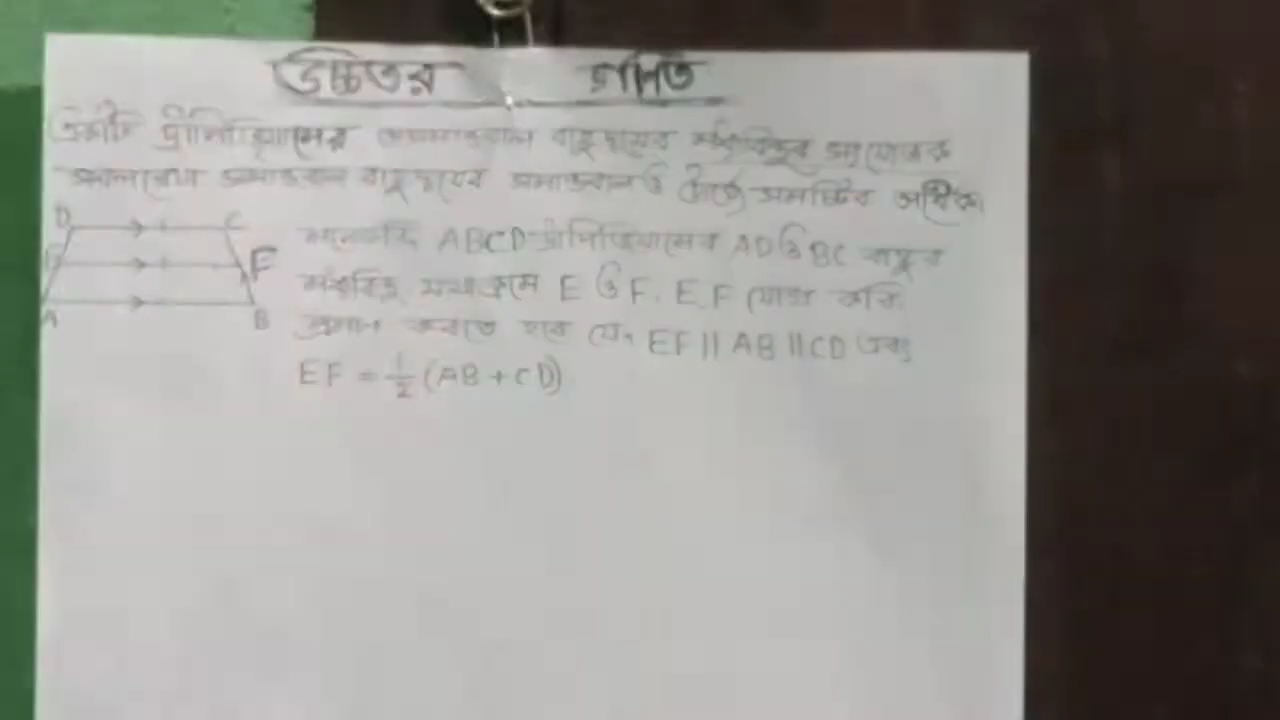 উচ্চতর গণিত
একটি ট্রাপিজিয়ামের অসমান্তরাল বাহুদ্বয়ের মধ্যবিন্দুর সংযোজক
সরলরেখা সমান্তরাল বাহুদ্বয়ের সমান্তরাল ও সমষ্টির অর্ধেক।
D C
F
A B
মনেকরি ABCD ট্রাপিজিয়ামের AD ও BC বাহুর
মধ্যবিন্দু যথাক্রমে E ও F. E, F যোগ করি।
প্রমাণ করতে হবে যে, EF || AB || CD এবং
EF = 1/2 (AB + CD)